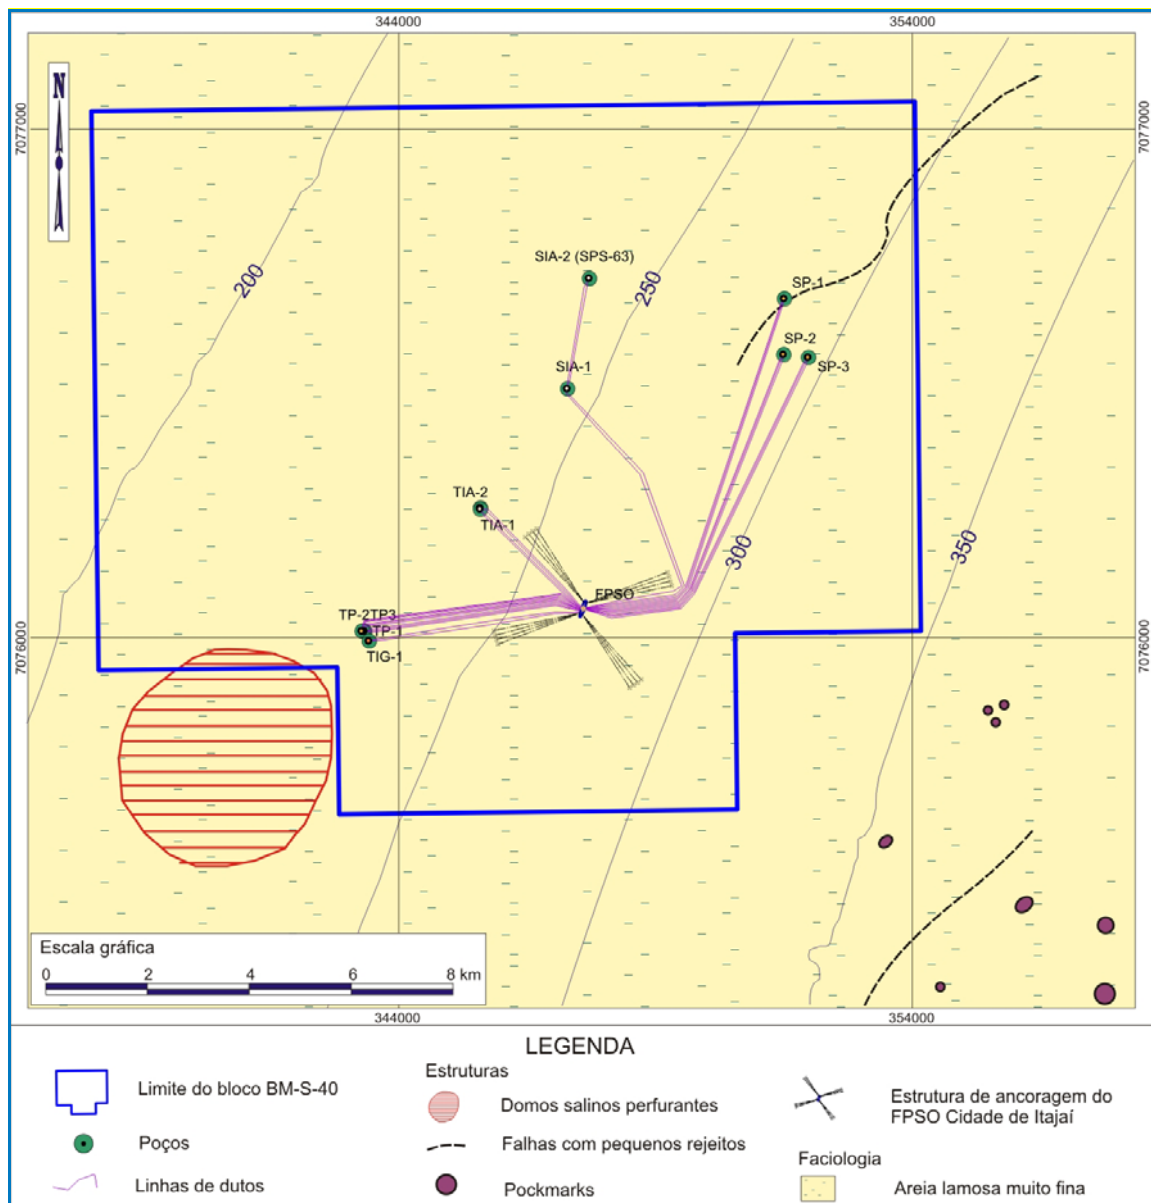 344000
354000
N
7077000
7077000
SIA-2 (SPS-63)
200
250
SP-1
SP-2
SP-3
SIA-1
TIA-2
TIA-1
300
350
FPSO
TP-2TP3
TP-1
TIG-1
7076000
7076000
Escala gráfica
0 2 4 6 8 km
344000
354000
LEGENDA
Limite do bloco BM-S-40
Poços
Linhas de dutos
Estruturas
Domos salinos perfurantes
Falhas com pequenos rejeitos
Pockmarks
Estrutura de ancoragem do
FPSO Cidade de Itajaí
Faciologia
Areia lamosa muito fina